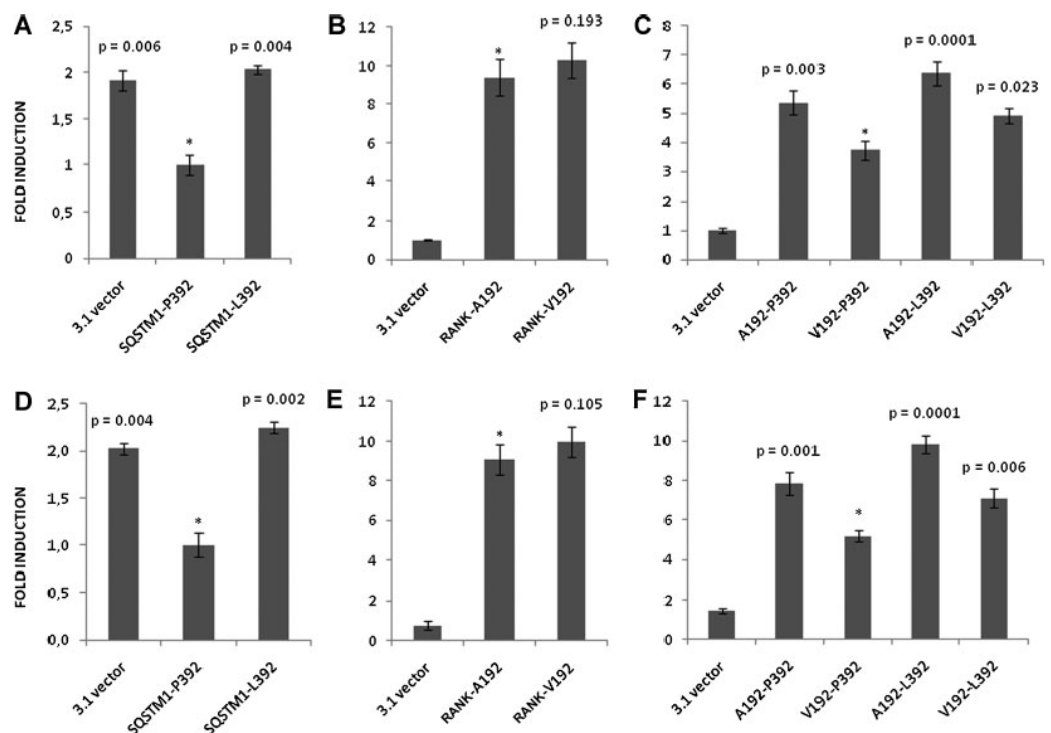 A
FOLD INDUCTION
2,5
2
1,5
1
0,5
0
p = 0.006
*
p = 0.004
3.1 vector
SQSTM1-P392
SQSTM1-L392
B
12
10
8
6
4
2
0
*
p = 0.193
3.1 vector
RANK-A192
RANK-V192
C
8
7
6
5
4
3
2
1
0
p = 0.003
*
p = 0.0001
p = 0.023
3.1 vector
A192-P392
V192-P392
A192-L392
V192-L392
D
FOLD INDUCTION
2,5
2,0
1,5
1,0
0,5
0,0
p = 0.004
*
p = 0.002
3.1 vector
SQSTM1-P392
SQSTM1-L392
E
12
10
8
6
4
2
0
*
p = 0.105
3.1 vector
RANK-A192
RANK-V192
F
12
10
8
6
4
2
0
p = 0.001
*
p = 0.0001
p = 0.006
3.1 vector
A192-P392
V192-P392
A192-L392
V192-L392